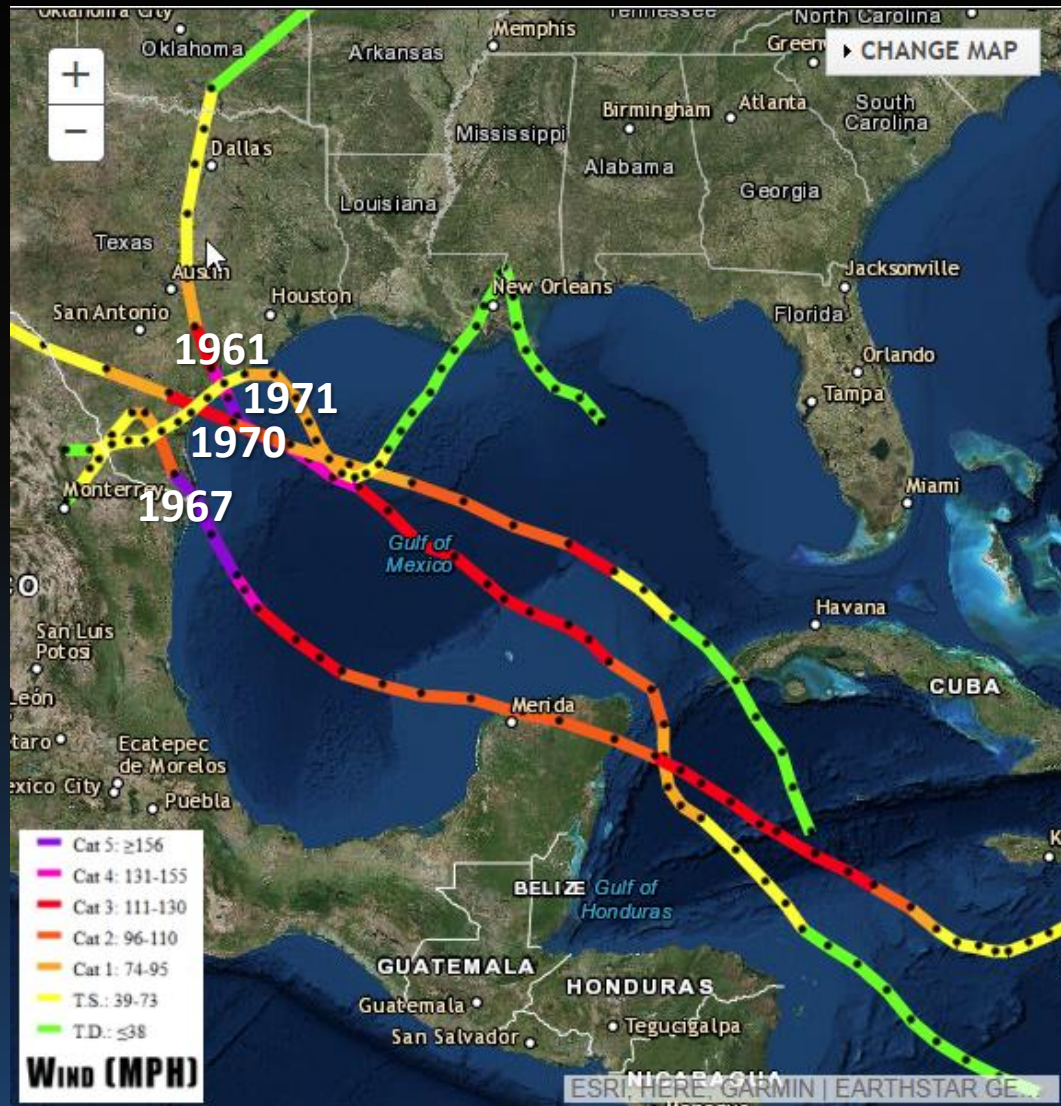 Oklahoma City
Oklahoma
Arkansas
Memphis
Tennessee
North Carolina
CHANGE MAP
+
−
Birmingham
Atlanta
South
Carolina
Mississippi
Alabama
Georgia
Dallas
Louisiana
Texas
Austin
Houston
San Antonio
New Orleans
Jacksonville
Florida
Orlando
Tampa
Miami
1961
1971
1970
1967
Monterrey
Gulf of
Mexico
Havana
CUBA
San Luis
Potosi
León
Merida
Ecatepec
de Morelos
exico City
Puebla
BELIZE
Gulf of
Honduras
GUATEMALA
Guatemala
HONDURAS
Tegucigalpa
San Salvador
NICARAGUA
Cat 5: ≥156
Cat 4: 131-155
Cat 3: 111-130
Cat 2: 96-110
Cat 1: 74-95
T.S.: 39-73
T.D.: ≤38
WIND (MPH)
ESRI, HERE, GARMIN | EARTHSTAR GE...